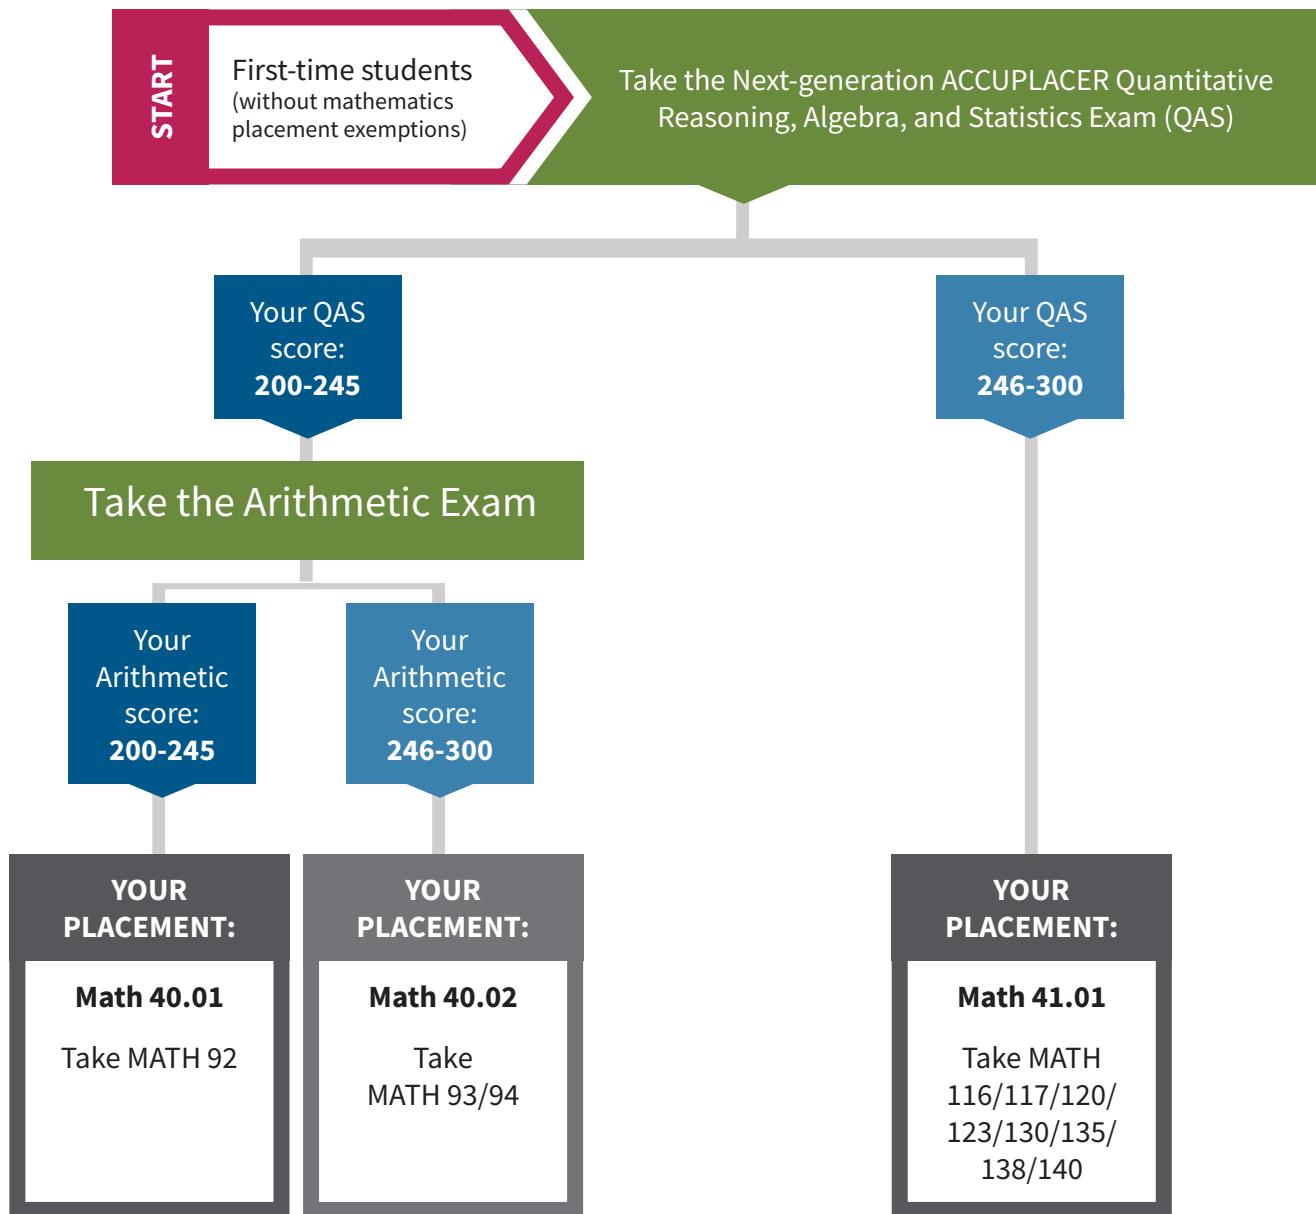 START
First-time students
(without mathematics
placement exemptions)
Take the Next-generation ACCUPLACER Quantitative
Reasoning, Algebra, and Statistics Exam (QAS)
Your QAS
score:
200-245
Your QAS
score:
246-300
Take the Arithmetic Exam
Your
Arithmetic
score:
200-245
Your
Arithmetic
score:
246-300
YOUR
PLACEMENT:
Math 40.01
Take MATH 92
YOUR
PLACEMENT:
Math 40.02
Take
MATH 93/94
YOUR
PLACEMENT:
Math 41.01
Take MATH
116/117/120/
123/130/135/
138/140